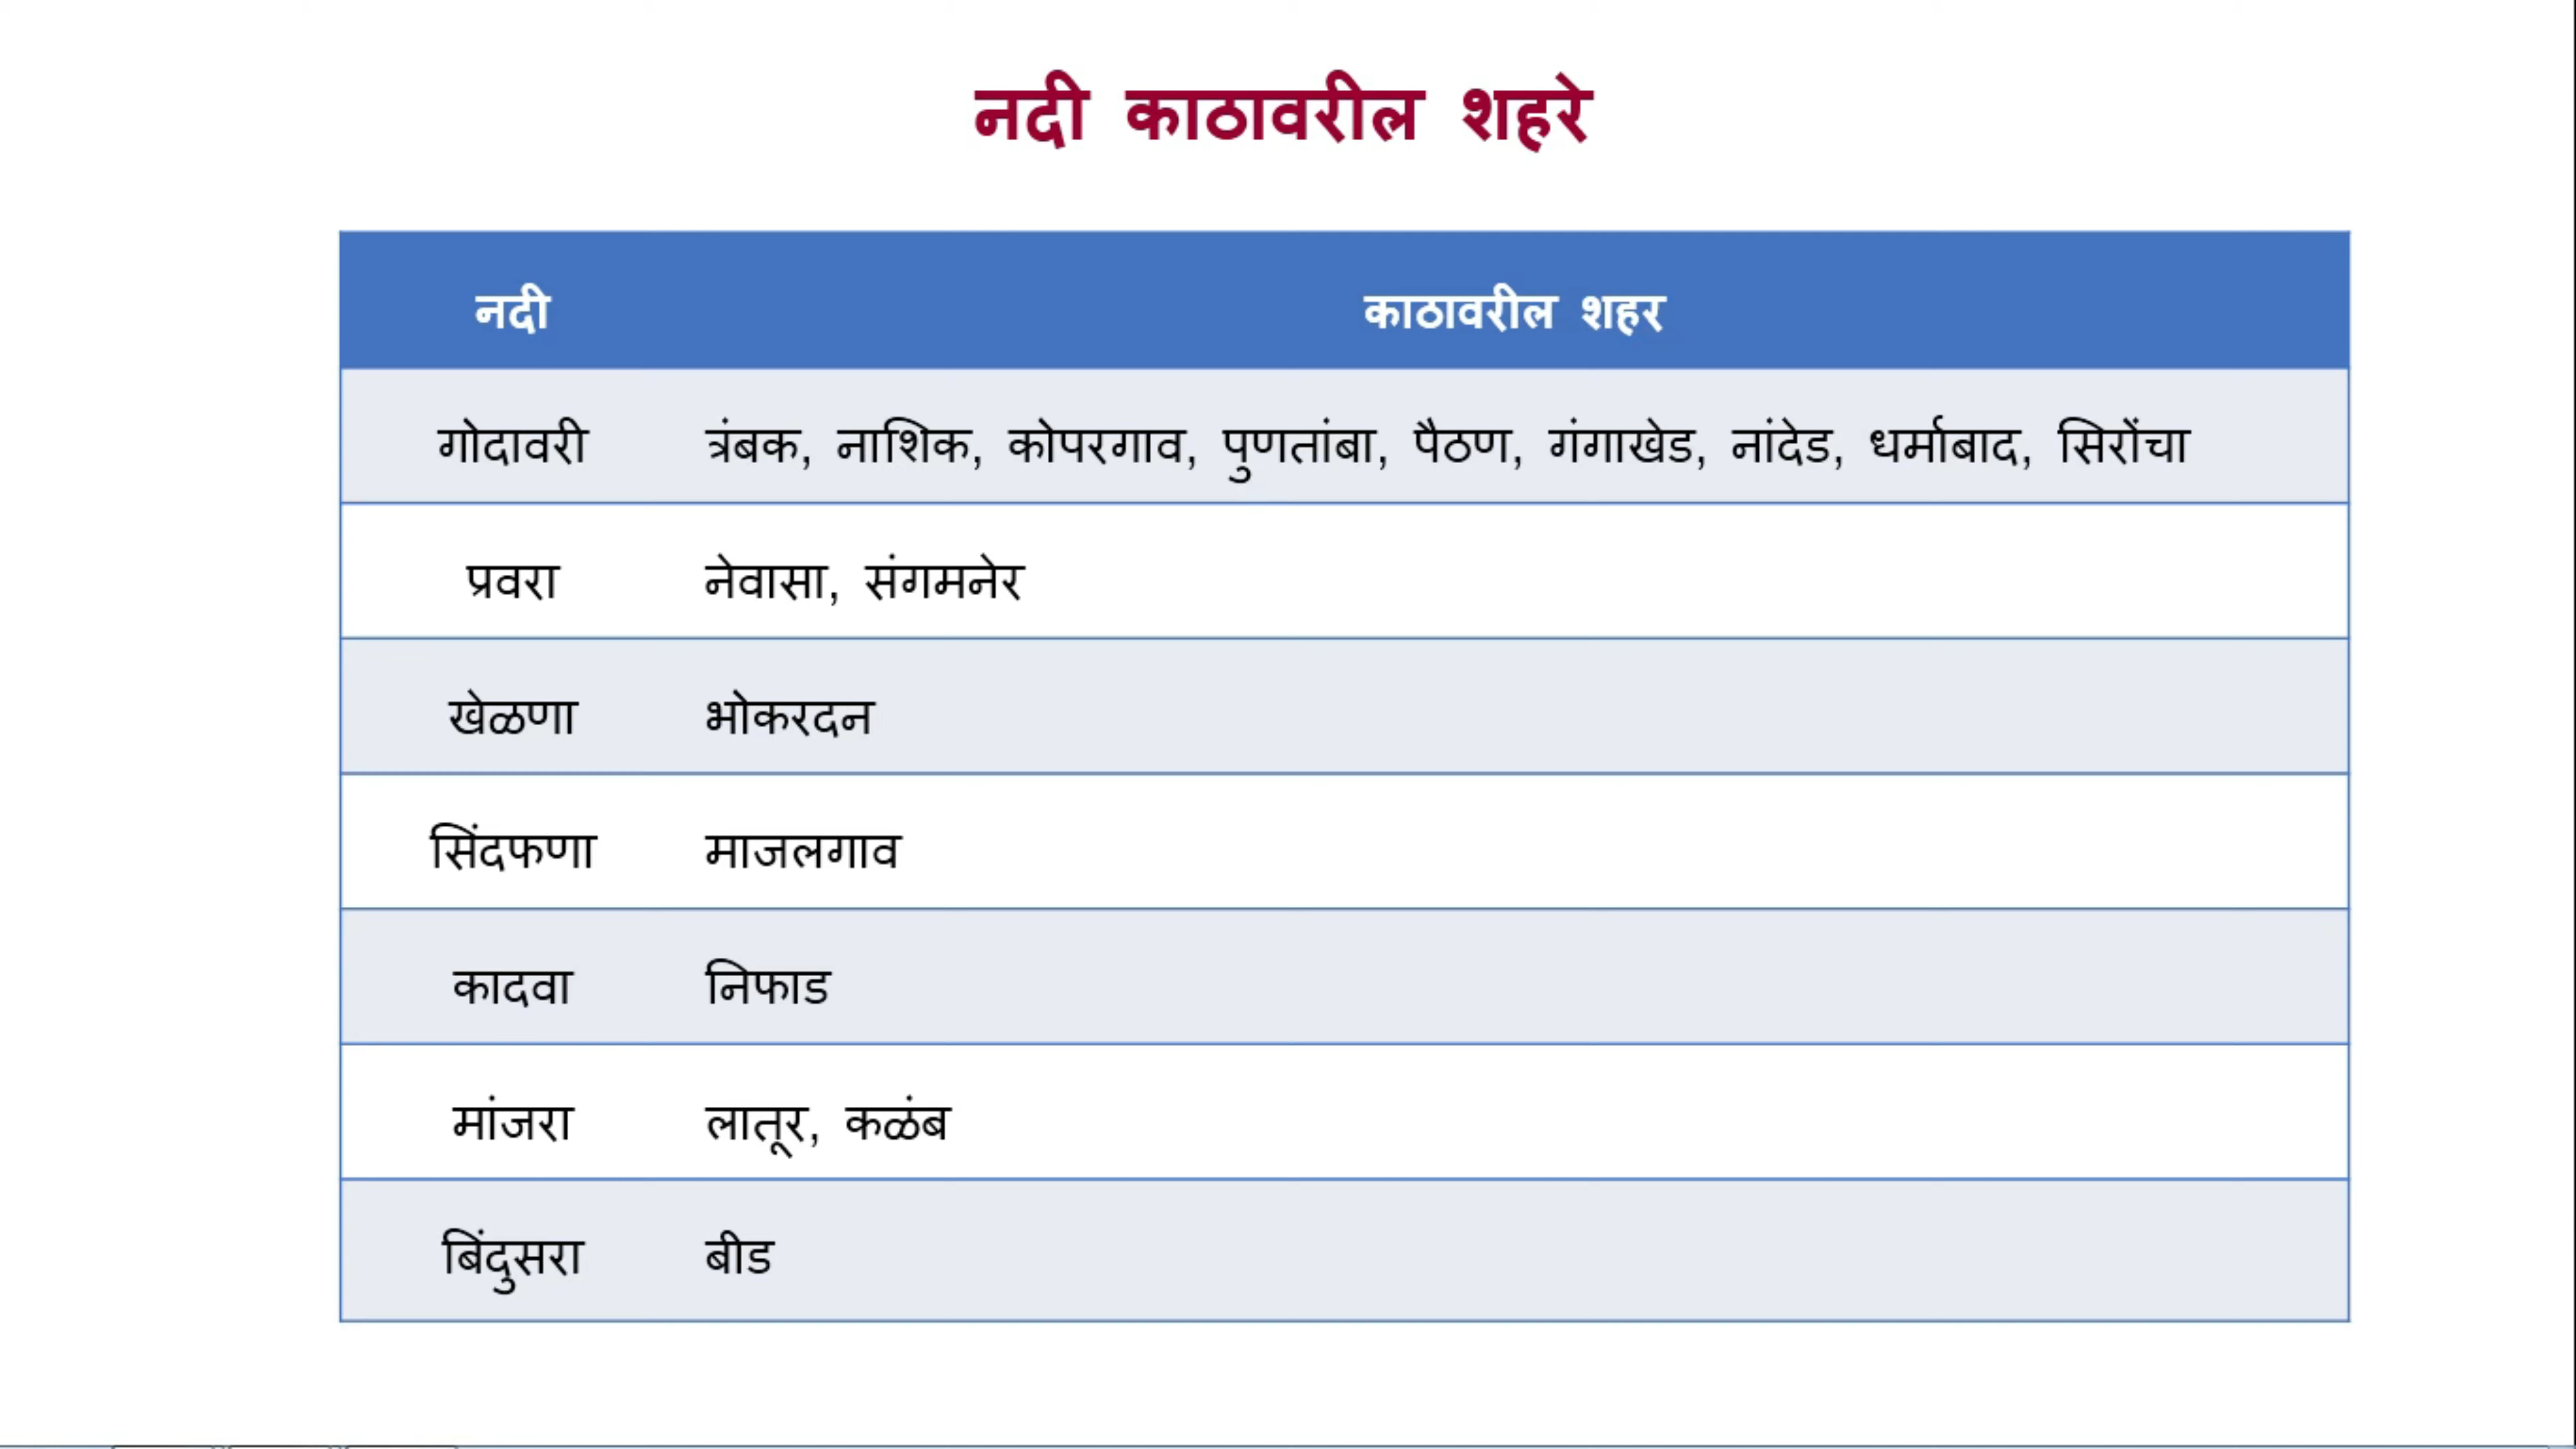 नदी काठावरील शहरे
नदी काठावरील शहर
गोदावरी त्रंबक, नाशिक, कोपरगाव, पुणतांबा, पैठण, गंगाखेड, नांदेड, धर्माबाद, सिरोंचा
प्रवरा नेवासा, संगमनेर
खेळणा भोकरदन
सिंदफणा माजलगाव
कादवा निफाड
मांजरा लातूर, कळंब
बिंदुसरा बीड